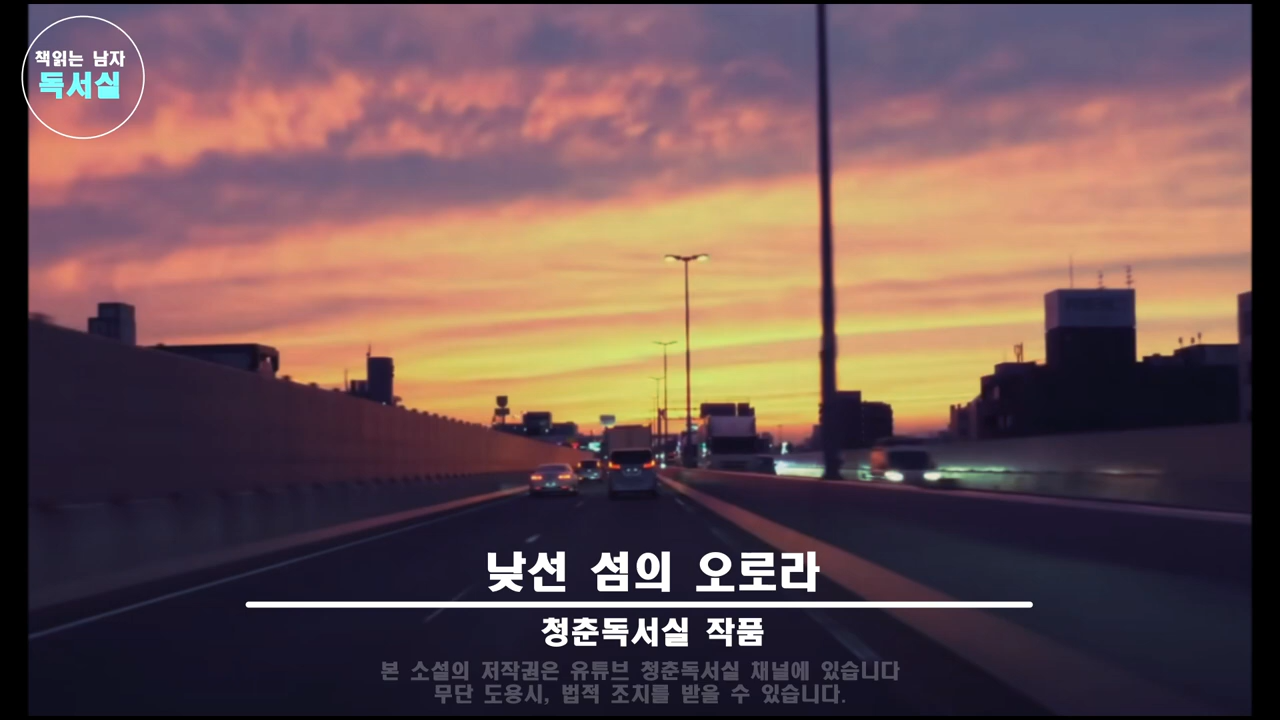 책읽는 남자
독서실
낮선 섬의 오로라
청춘독서실 작품
본 소설의 저작권은 유튜브 청춘독서실 채널에 있습니다
무단 도용시, 법적 조치를 받을 수 있습니다.